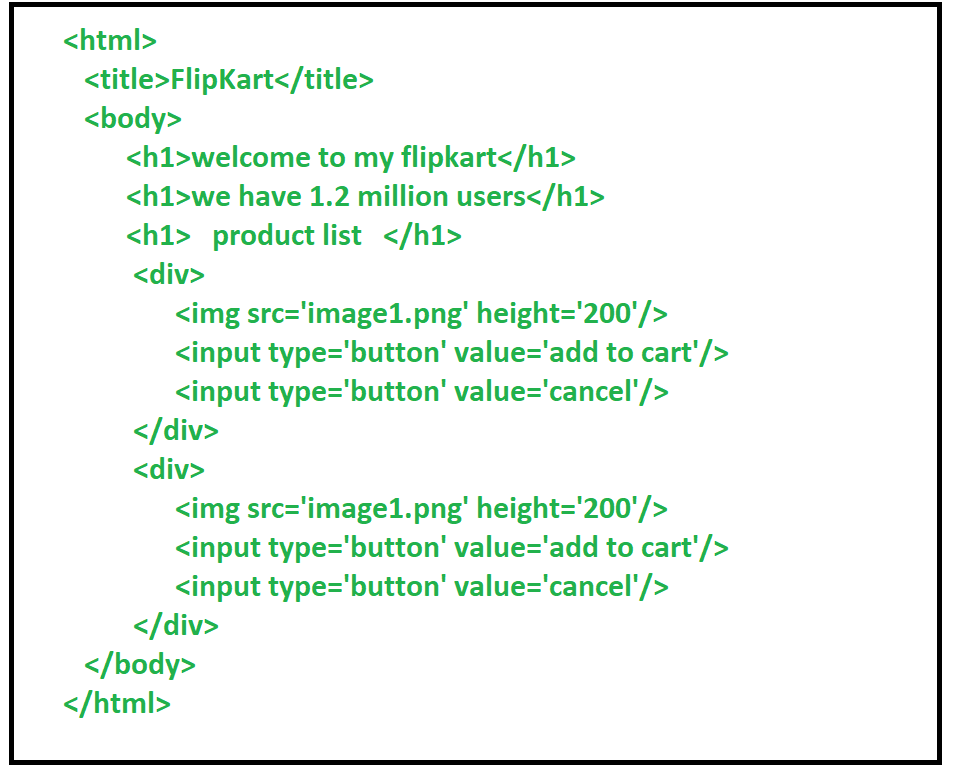 <html>
<title>FlipKart</title>
<body>
<h1>welcome to my flipkart</h1>
<h1>we have 1.2 million users</h1>
<h1>   product list   </h1>
<div>
<img src='image1.png' height='200'/>
<input type='button' value='add to cart'/>
<input type='button' value='cancel'/>
</div>
<div>
<img src='image1.png' height='200'/>
<input type='button' value='add to cart'/>
<input type='button' value='cancel'/>
</div>
</body>
</html>